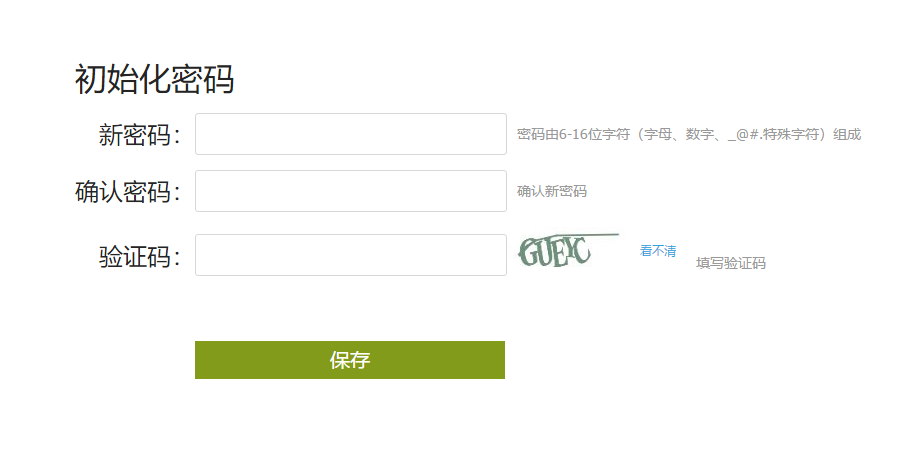 初始化密码
新密码：
密码由6-16位字符（字母、数字、_@#.特殊字符）组成
确认密码：
确认新密码
验证码：
看不清
填写验证码
保存